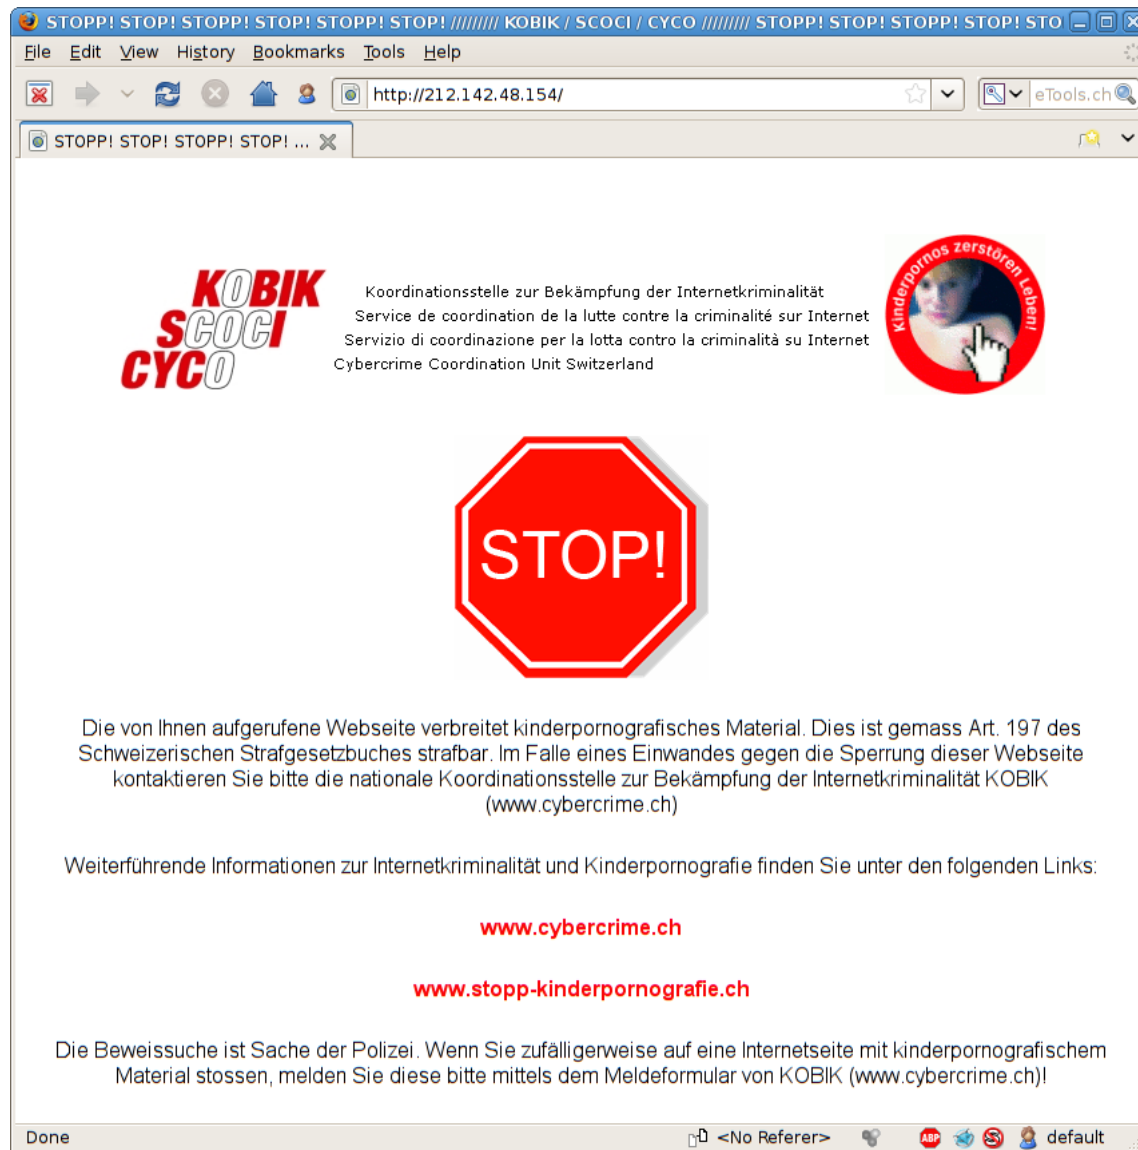 STOPP! STOP! STOPP! STOP! STOPP! STOP! ///////// KOBIK / SCOCI / CYCO ///////// STOPP! STOP! STOPP! STOP! STO
File Edit View History Bookmarks Tools Help
http://212.142.48.154/
eTools.ch
STOPP! STOP! STOPP! STOP! ...
KOBIK
SCOCI
CYCO
Koordinationsstelle zur Bekämpfung der Internetkriminalität
Service de coordination de la lutte contre la criminalité sur Internet
Servizio di coordinazione per la lotta contro la criminalità su Internet
Cybercrime Coordination Unit Switzerland
Kinderpornos zerstören Leben!
STOP!
Die von Ihnen aufgerufene Webseite verbreitet kinderpornografisches Material. Dies ist gemass Art. 197 des
Schweizerischen Strafgesetzbuches strafbar. Im Falle eines Einwandes gegen die Sperrung dieser Webseite
kontaktieren Sie bitte die nationale Koordinationsstelle zur Bekämpfung der Internetkriminalität KOBIK
(www.cybercrime.ch)
Weiterführende Informationen zur Internetkriminalität und Kinderpornografie finden Sie unter den folgenden Links:
www.cybercrime.ch
www.stopp-kinderpornografie.ch
Die Beweissuche ist Sache der Polizei. Wenn Sie zufälligerweise auf eine Internetseite mit kinderpornografischem
Material stossen, melden Sie diese bitte mittels dem Meldeformular von KOBIK (www.cybercrime.ch)!
Done
<No Referer>
ABP
default